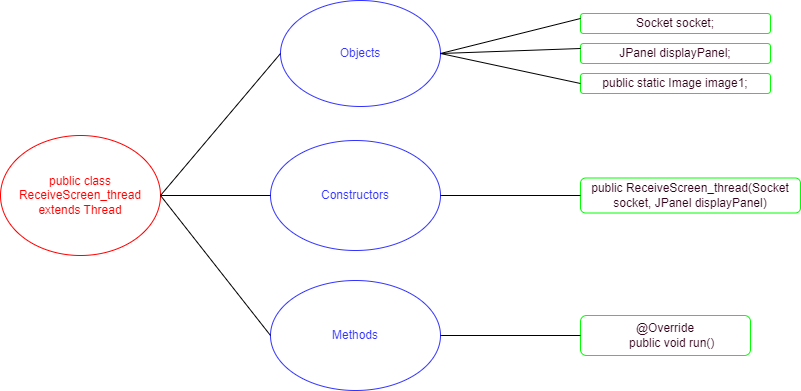 Objects
Socket socket;
JPanel displayPanel;
public static Image image1;
public class
ReceiveScreen_thread
extends Thread
Constructors
public ReceiveScreen_thread(Socket
socket, JPanel displayPanel)
Methods
@Override
public void run()